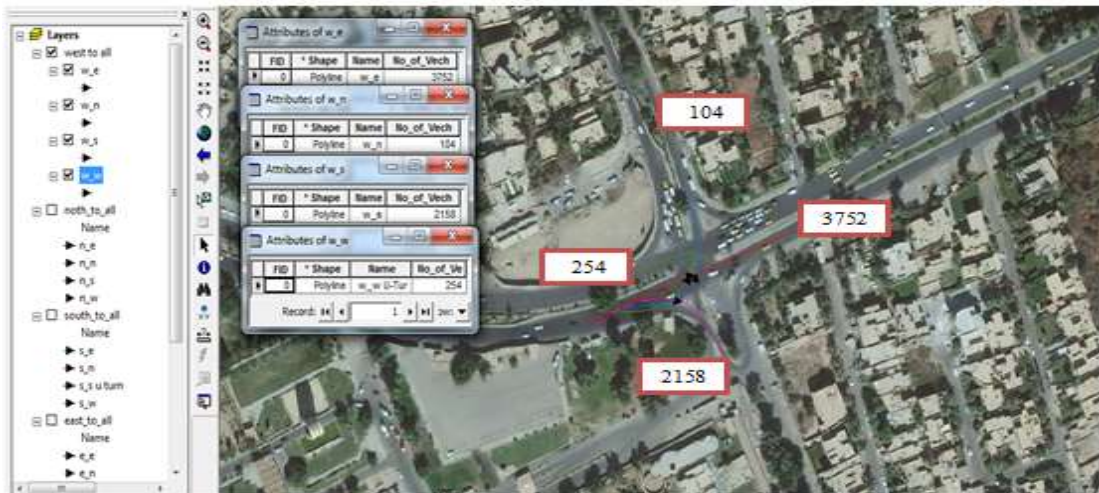 Layers
west to all
w_e
w_n
w_s
w_w
noth_to_all
Name
n_e
n_n
n_s
n_w
south_to_all
Name
s_e
s_n
s_s u turn
s_w
east_to_all
Name
e_e
e_n
Attributes of w_e
FID * Shape Name No_of_Vech
0 Polyline w_e 3752
Attributes of w_n
FID * Shape Name No_of_Vech
0 Polyline w_n 104
Attributes of w_s
FID * Shape Name No_of_Vech
0 Polyline w_s 2158
Attributes of w_w
FID * Shape Name No_of_Ve
0 Polyline w_w U-Tur 254
Record: 1
104
3752
254
2158